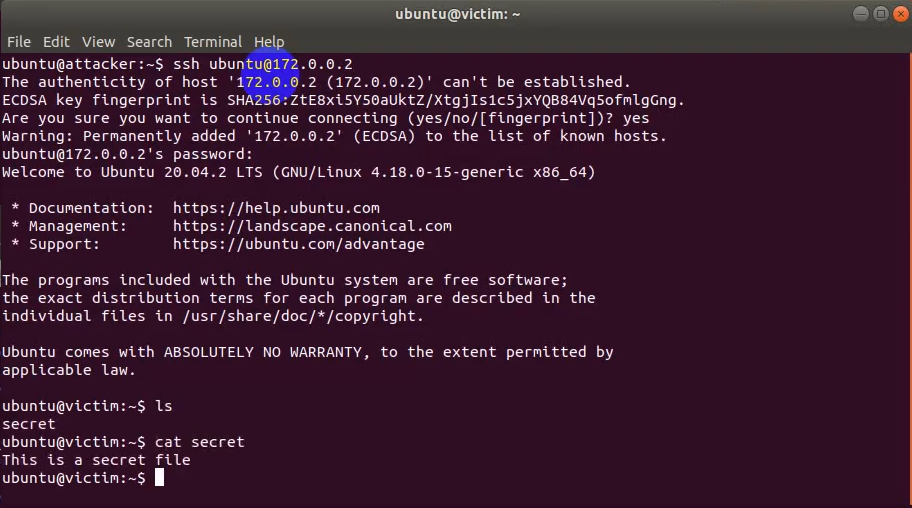 ubuntu@victim: ~
File Edit View Search Terminal Help
ubuntu@attacker:~$ ssh ubuntu@172.0.0.2
The authenticity of host '172.0.0.2 (172.0.0.2)' can't be established.
ECDSA key fingerprint is SHA256:ZtE8xi5Y50aUktZ/XtgjIs1c5jxYQB84Vq5ofmlgGng.
Are you sure you want to continue connecting (yes/no/[fingerprint])? yes
Warning: Permanently added '172.0.0.2' (ECDSA) to the list of known hosts.
ubuntu@172.0.0.2's password:
Welcome to Ubuntu 20.04.2 LTS (GNU/Linux 4.18.0-15-generic x86_64)
* Documentation: https://help.ubuntu.com
* Management: https://landscape.canonical.com
* Support: https://ubuntu.com/advantage
The programs included with the Ubuntu system are free software;
the exact distribution terms for each program are described in the
individual files in /usr/share/doc/*/copyright.
Ubuntu comes with ABSOLUTELY NO WARRANTY, to the extent permitted by
applicable law.
ubuntu@victim:~$ ls
secret
ubuntu@victim:~$ cat secret
This is a secret file
ubuntu@victim:~$